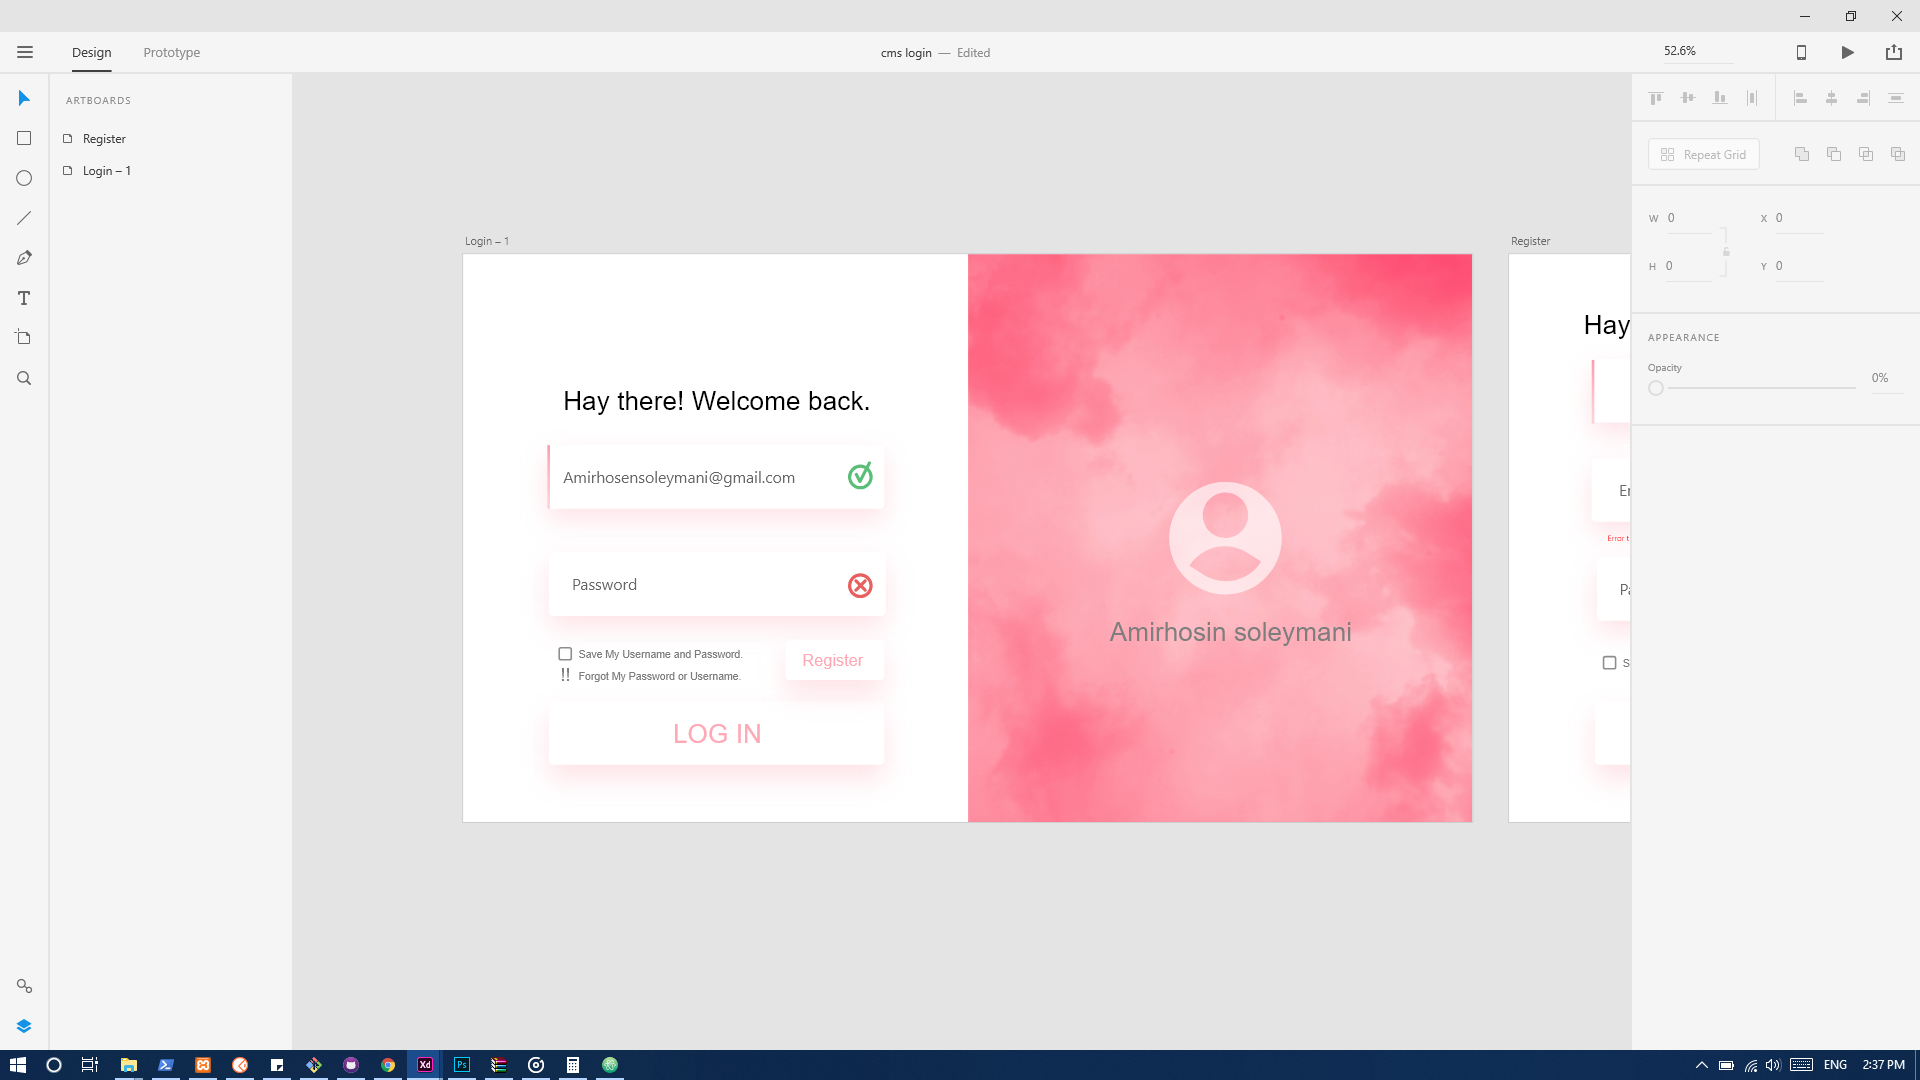 Design
Prototype
cms login — Edited
52.6%
ARTBOARDS
Register
Login – 1
Login – 1
Hay there! Welcome back.
Amirhosensoleymani@gmail.com
Password
Save My Username and Password.
!! Forgot My Password or Username.
Register
LOG IN
Amirhosin soleymani
Register
Hay
Er
Error t
Pa
S
Repeat Grid
W 0
X 0
H 0
Y 0
APPEARANCE
Opacity
0%
Xd
Ps
ENG
2:37 PM